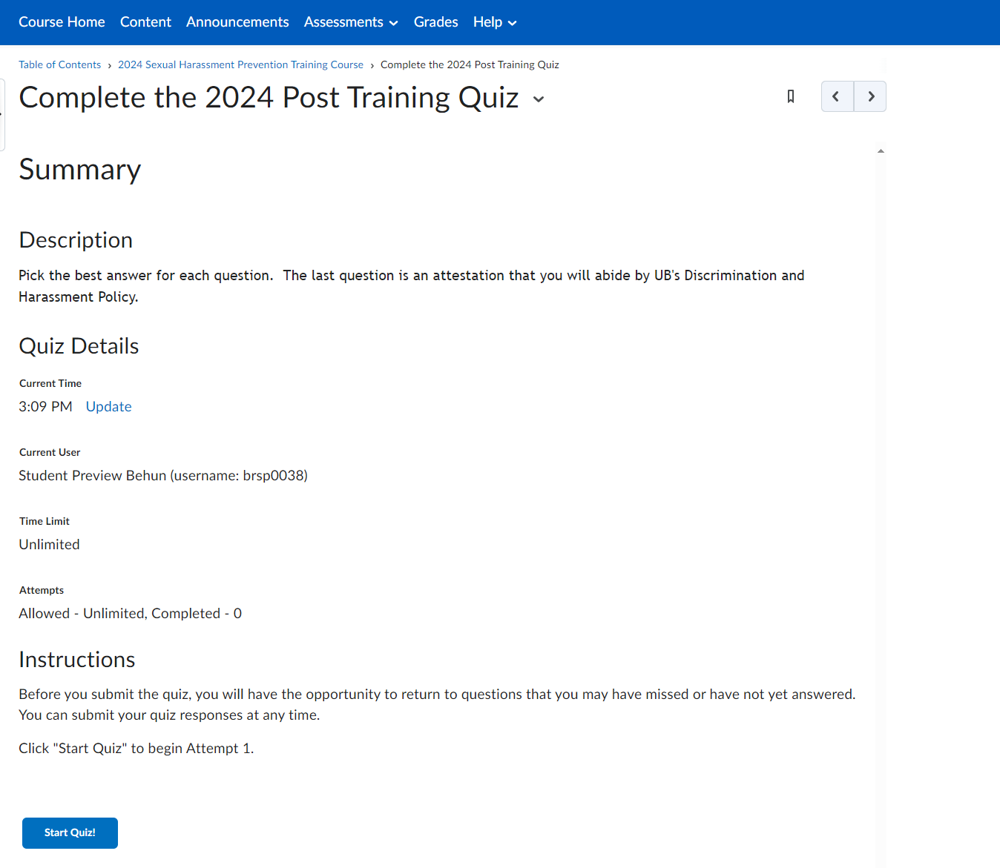 Course Home Content Announcements Assessments Grades Help
Table of Contents › 2024 Sexual Harassment Prevention Training Course › Complete the 2024 Post Training Quiz
Complete the 2024 Post Training Quiz
Summary
Description
Pick the best answer for each question.  The last question is an attestation that you will abide by UB's Discrimination and
Harassment Policy.
Quiz Details
Current Time
3:09 PM Update
Current User
Student Preview Behun (username: brsp0038)
Time Limit
Unlimited
Attempts
Allowed - Unlimited, Completed - 0
Instructions
Before you submit the quiz, you will have the opportunity to return to questions that you may have missed or have not yet answered.
You can submit your quiz responses at any time.
Click "Start Quiz" to begin Attempt 1.
Start Quiz!